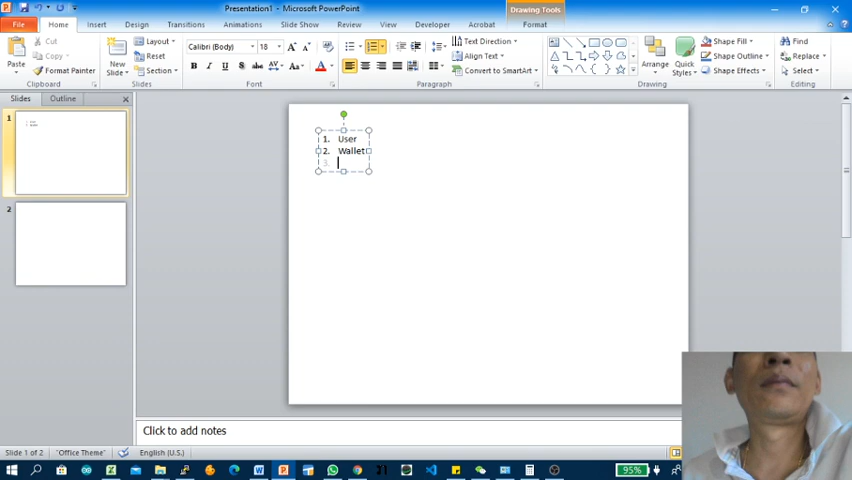 Presentation1 - Microsoft PowerPoint
Drawing Tools
File
Home
Insert
Design
Transitions
Animations
Slide Show
Review
View
Developer
Acrobat
Format
Paste
Cut
Copy
Format Painter
Clipboard
New
Slide
Layout
Reset
Section
Slides
Calibri (Body)
18
B I U S abe AV Aa A
Font
Text Direction
Align Text
Convert to SmartArt
Paragraph
Arrange
Quick
Styles
Shape Fill
Shape Outline
Shape Effects
Drawing
Find
Replace
Select
Editing
Slides
Outline
1
2
1. User
2. Wallet
3.
Click to add notes
Slide 1 of 2
"Office Theme"
English (U.S.)
95%